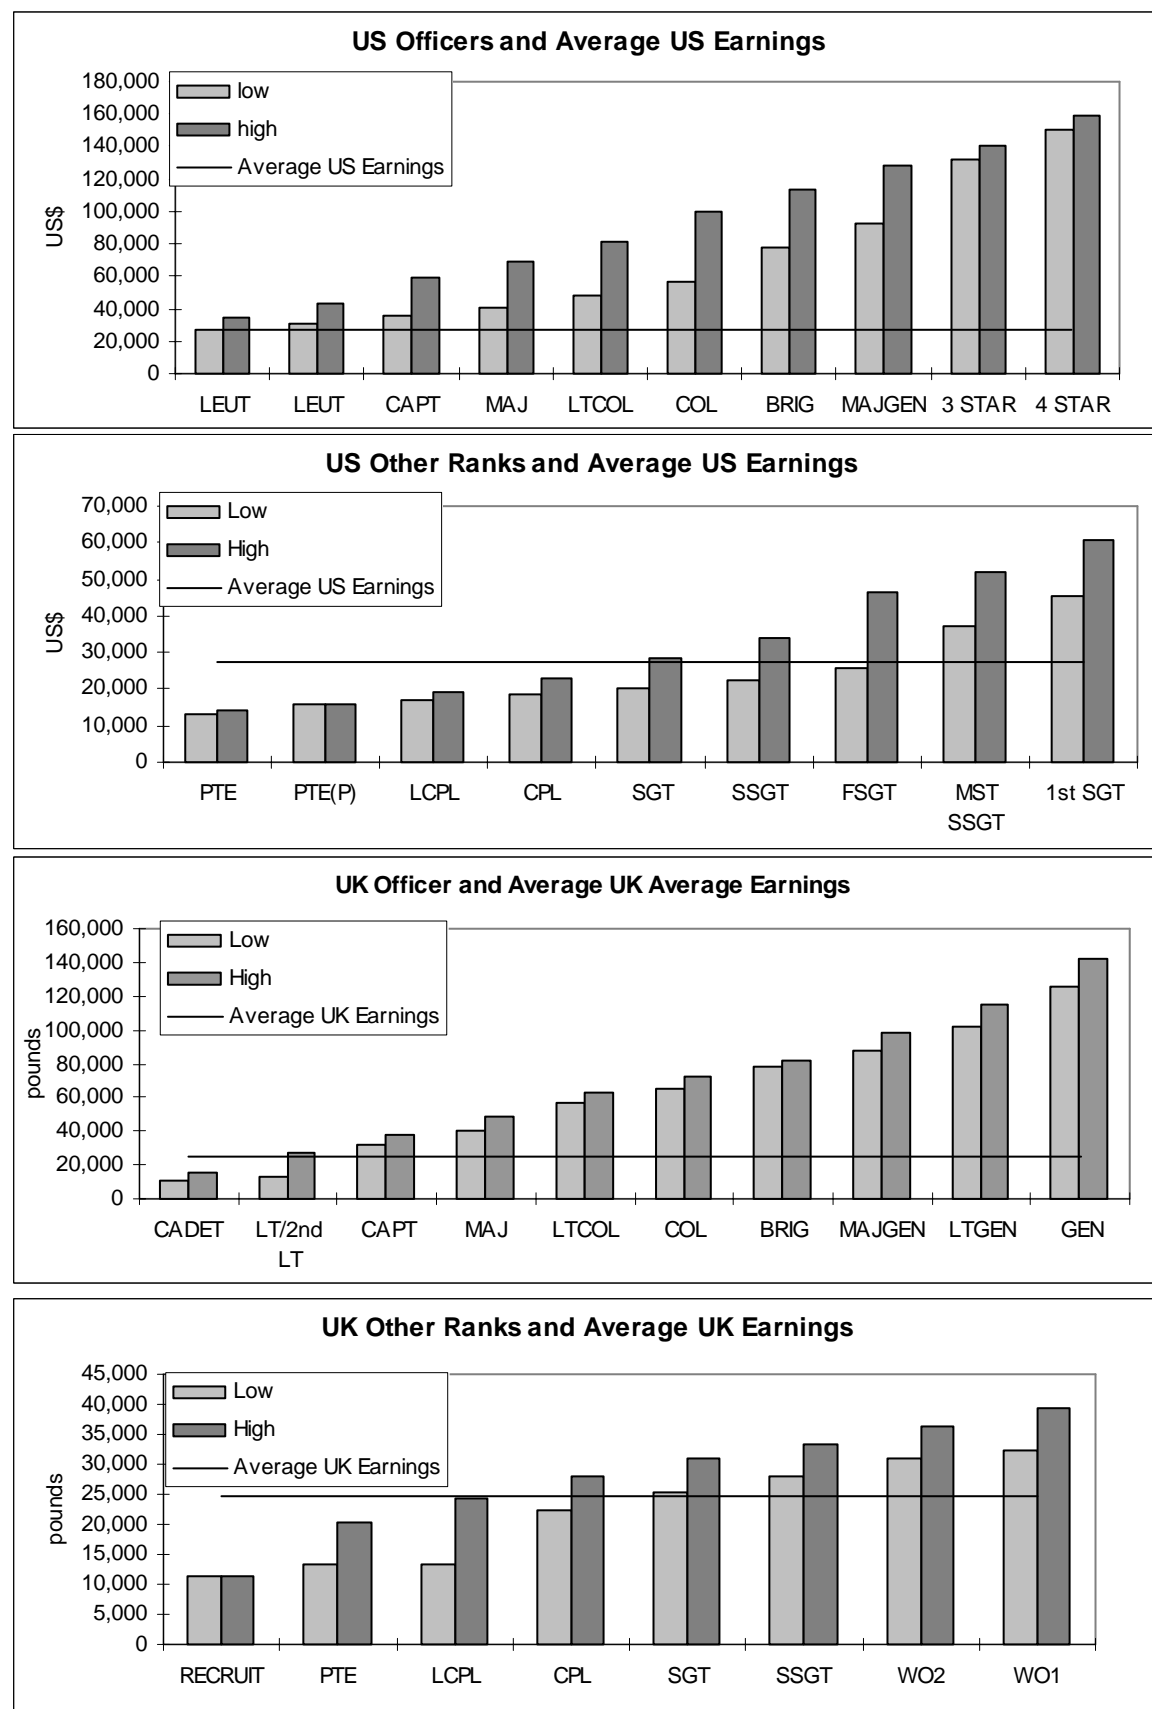 US Officers and Average US Earnings
180,000
160,000
140,000
120,000
100,000
80,000
60,000
40,000
20,000
0
US$
low
high
Average US Earnings
LEUT LEUT CAPT MAJ LTCOL COL BRIG MAJGEN 3 STAR 4 STAR
US Other Ranks and Average US Earnings
70,000
60,000
50,000
40,000
30,000
20,000
10,000
0
US$
Low
High
Average US Earnings
PTE PTE(P) LCPL CPL SGT SSGT FSGT MST 1st SGT
SSGT
UK Officer and Average UK Average Earnings
160,000
140,000
120,000
100,000
80,000
60,000
40,000
20,000
0
pounds
Low
High
Average UK Earnings
CADET LT/2nd CAPT MAJ LTCOL COL BRIG MAJGEN LTGEN GEN
LT
UK Other Ranks and Average UK Earnings
45,000
40,000
35,000
30,000
25,000
20,000
15,000
10,000
5,000
0
pounds
Low
High
Average UK Earnings
RECRUIT PTE LCPL CPL SGT SSGT WO2 WO1